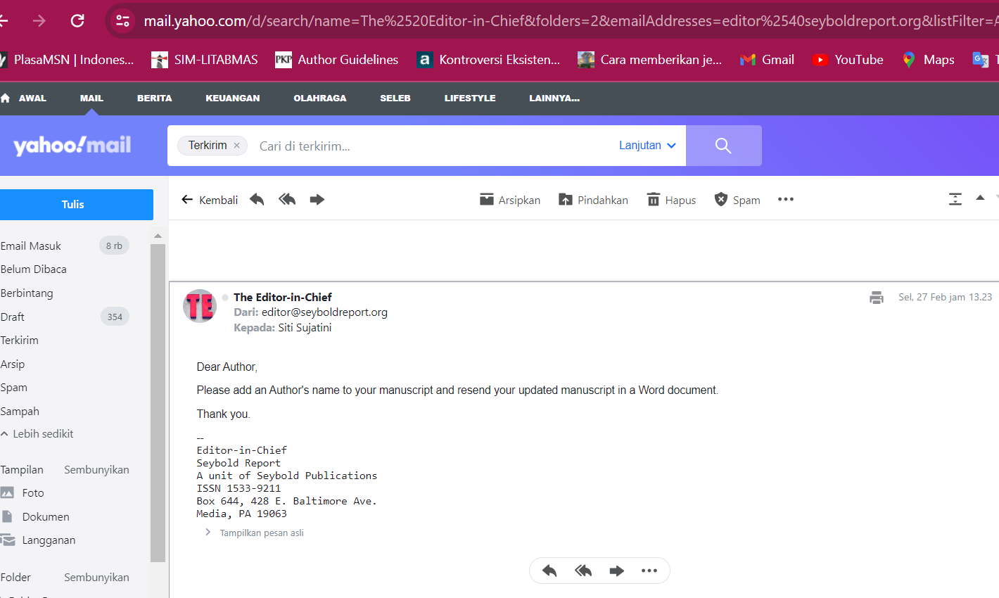 mail.yahoo.com/d/search/name=The%2520Editor-in-Chief&folders=2&emailAddresses=editor%2540seyboldreport.org&listFilter=
PlasaMSN | Indones... SIM-LITABMAS PKP Author Guidelines a Kontroversi Eksisten... Cara memberikan je... Gmail YouTube Maps
AWAL MAIL BERITA KEUANGAN OLAHRAGA SELEB LIFESTYLE LAINNYA...
yahoo!mail Terkirim × Cari di terkirim... Lanjutan
Tulis
Kembali Arsipkan Pindahkan Hapus Spam
Email Masuk 8 rb
Belum Dibaca
Berbintang
Draft 354
Terkirim
Arsip
Spam
Sampah
Lebih sedikit
Tampilan Sembunyikan
Foto
Dokumen
Langganan
Folder Sembunyikan
TE The Editor-in-Chief Sel, 27 Feb jam 13.23
Dari: editor@seyboldreport.org
Kepada: Siti Sujatini
Dear Author,
Please add an Author's name to your manuscript and resend your updated manuscript in a Word document.
Thank you.
--
Editor-in-Chief
Seybold Report
A unit of Seybold Publications
ISSN 1533-9211
Box 644, 428 E. Baltimore Ave.
Media, PA 19063
Tampilkan pesan asli